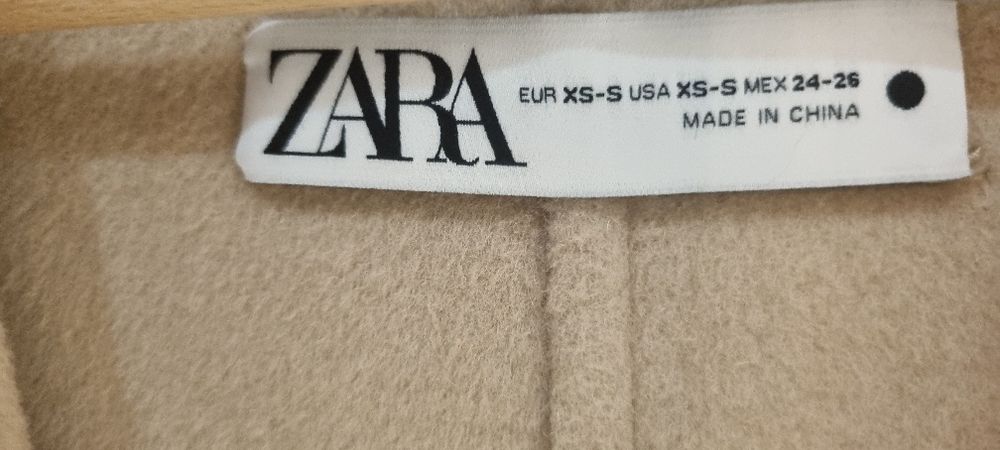 ZARA
EUR XS-S USA XS-S MEX 24-26
MADE IN CHINA